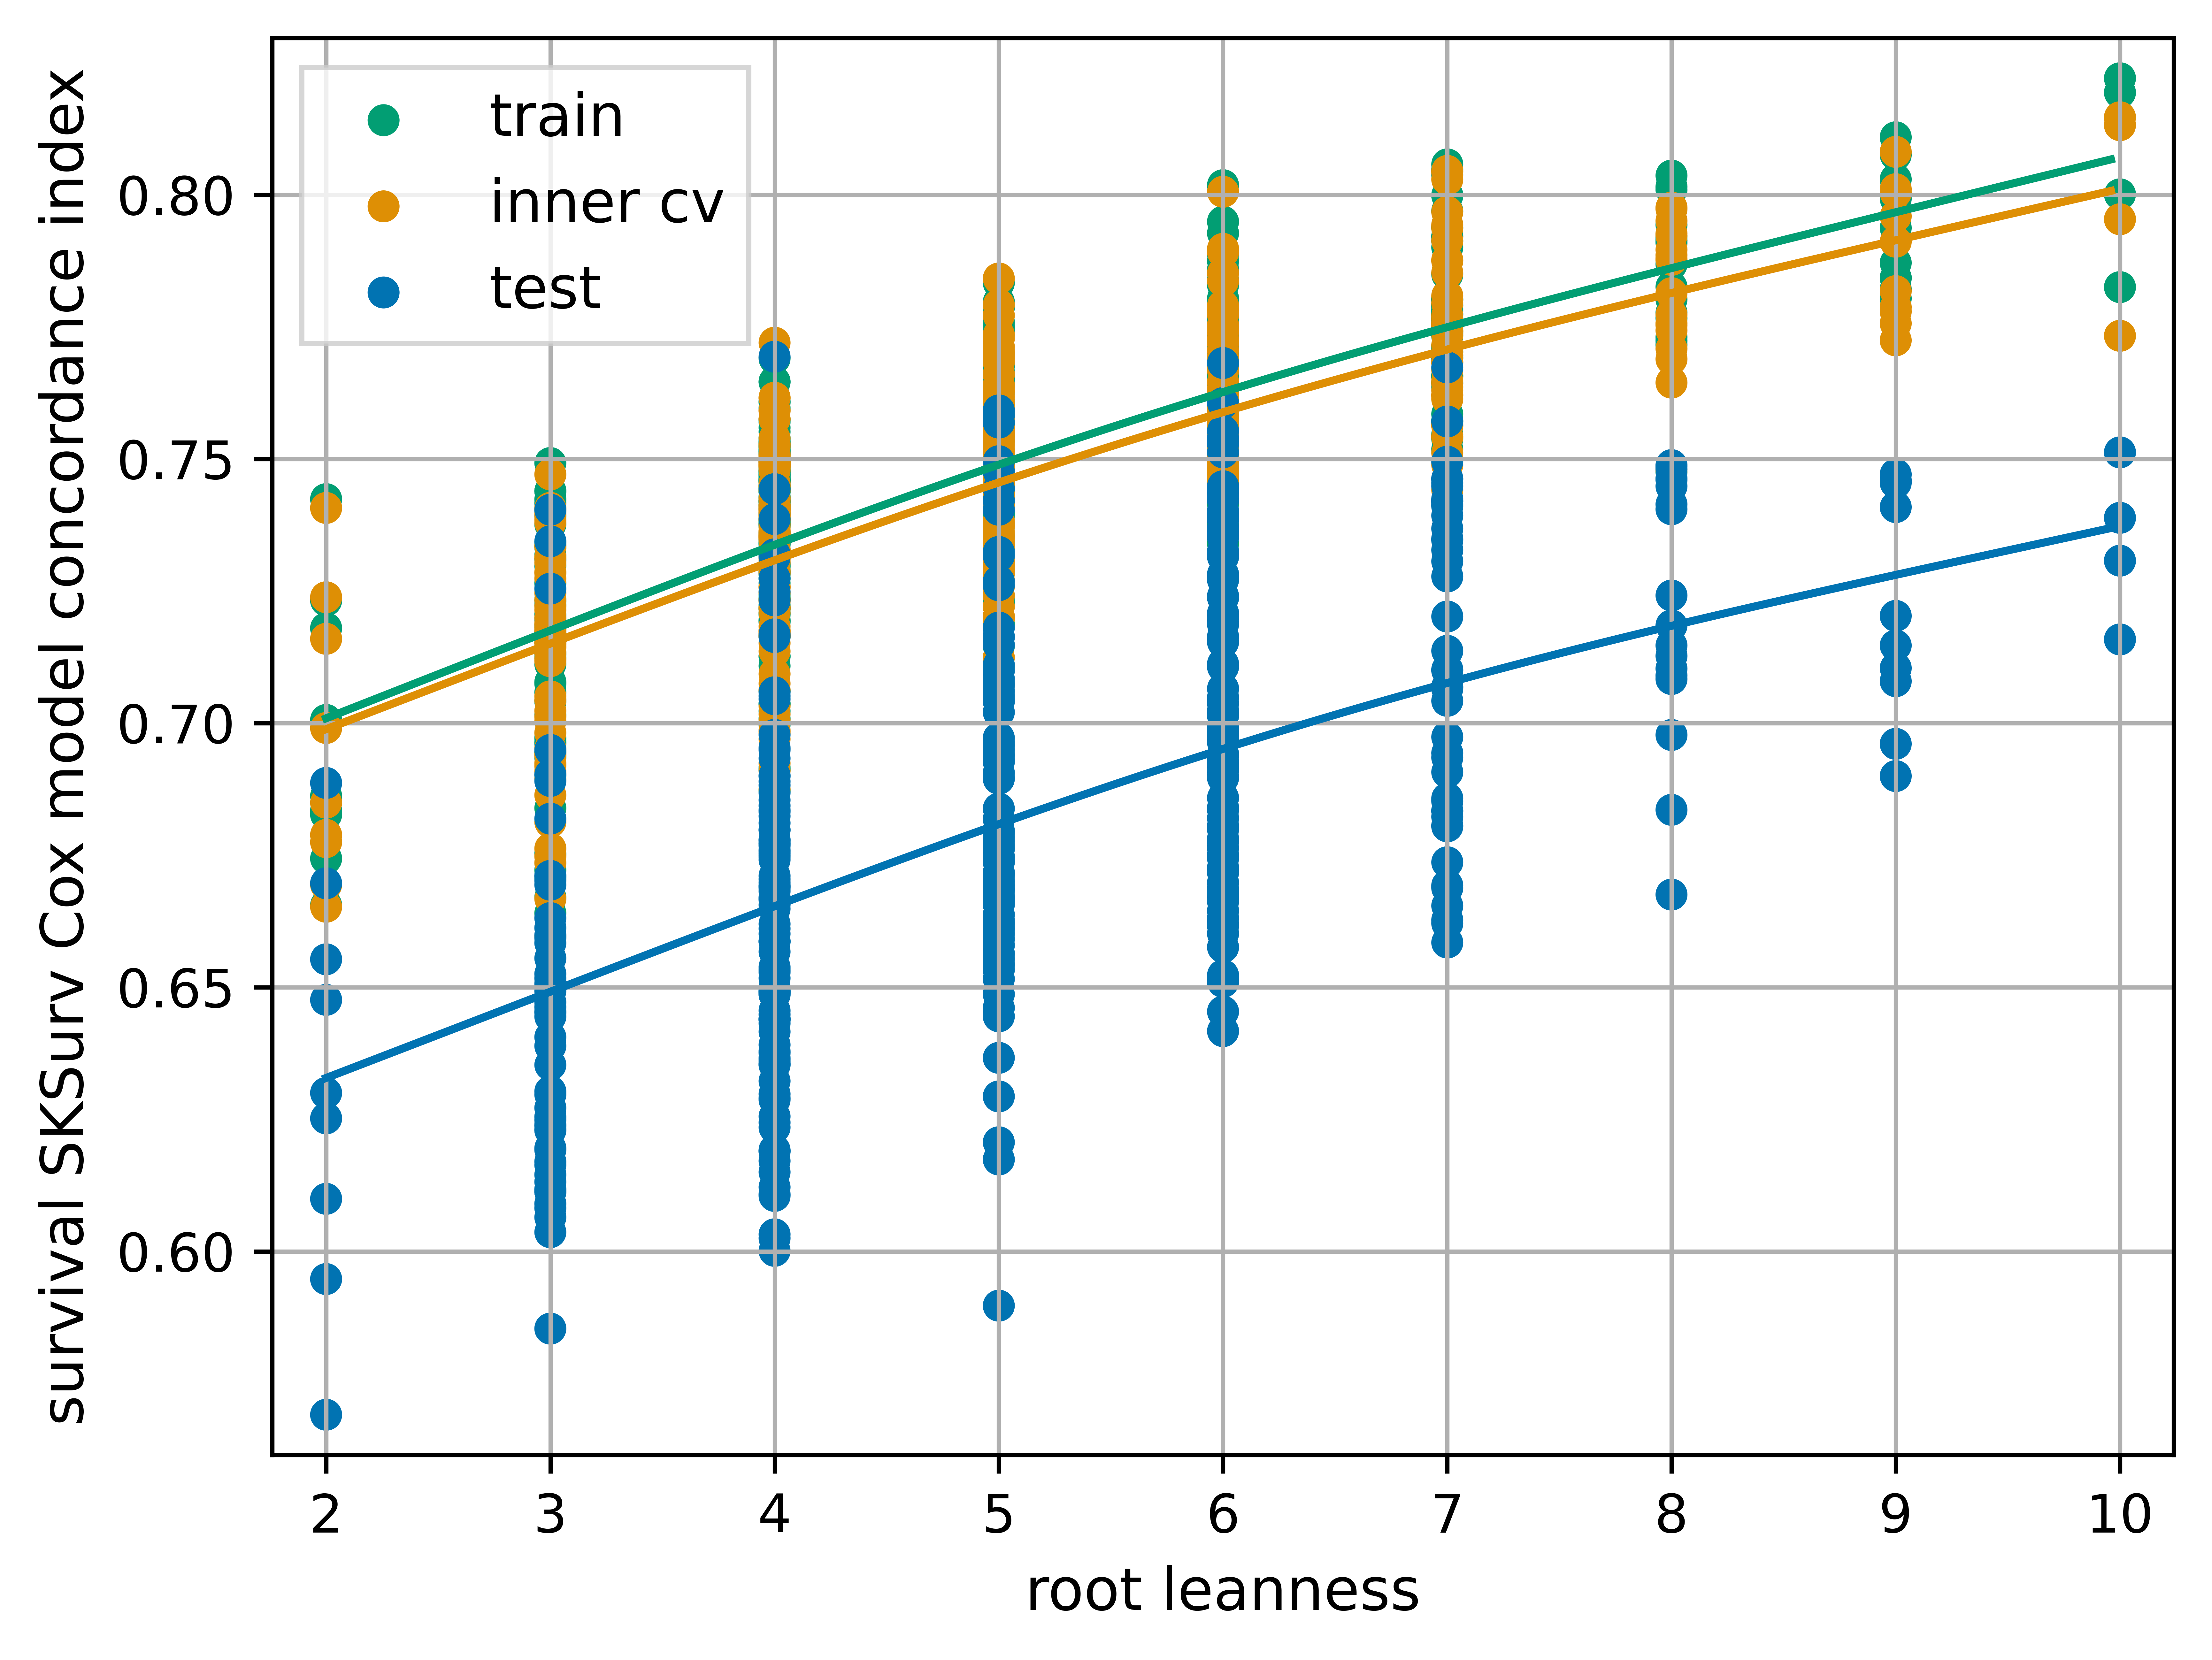 survival SKSurv Cox model concordance index
train
inner cv
test
0.80
0.75
0.70
0.65
0.60
2 3 4 5 6 7 8 9 10
root leanness